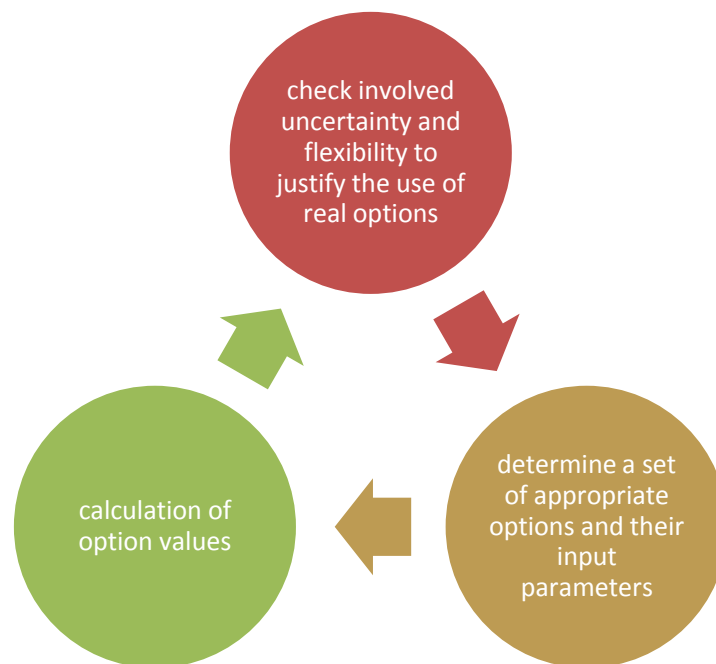 check involved
uncertainty and
flexibility to
justify the use of
real options
calculation of
option values
determine a set
of appropriate
options and their
input
parameters